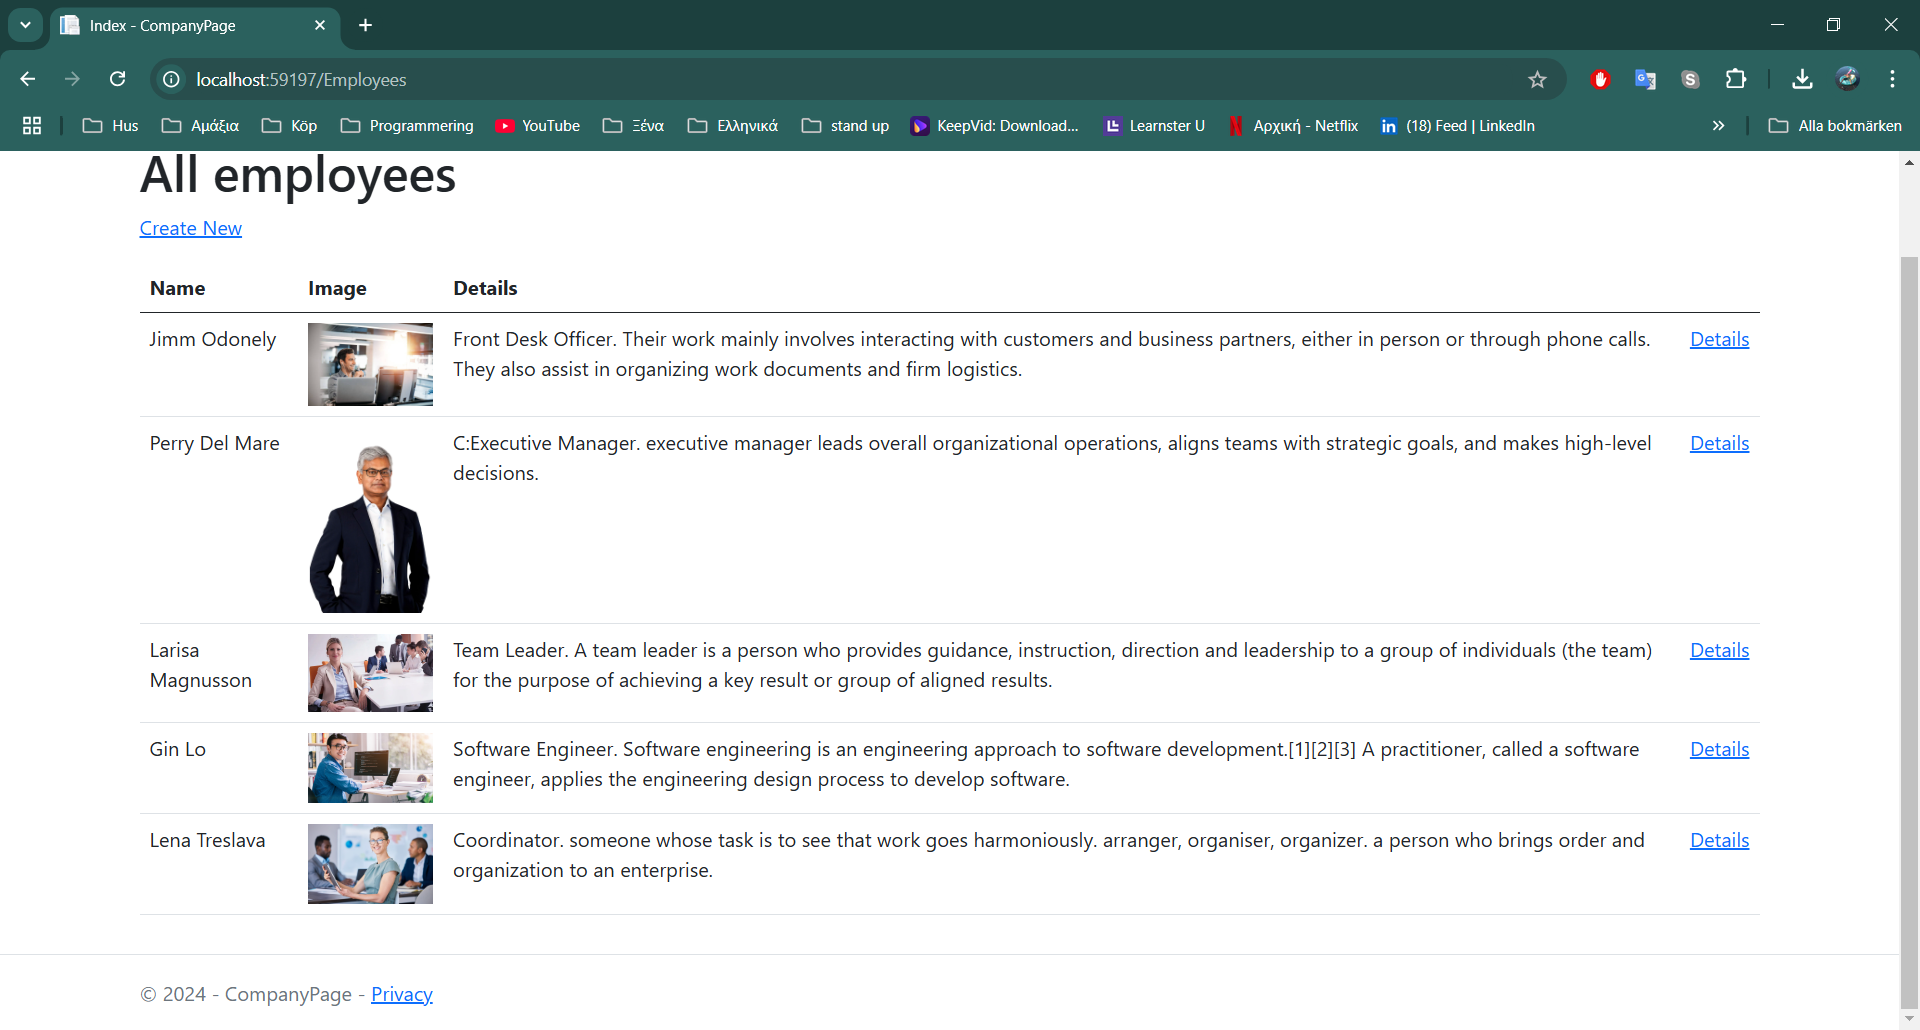 Index - CompanyPage
localhost:59197/Employees
Hus
Αμάξια
Köp
Programmering
YouTube
Ξένα
Ελληνικά
stand up
KeepVid: Download...
Learnster U
Αρχική - Netflix
(18) Feed | LinkedIn
Alla bokmärken
All employees
Create New
Name Image Details
Jimm Odonely
Front Desk Officer. Their work mainly involves interacting with customers and business partners, either in person or through phone calls.
They also assist in organizing work documents and firm logistics.
Details
Perry Del Mare
C:Executive Manager. executive manager leads overall organizational operations, aligns teams with strategic goals, and makes high-level
decisions.
Details
Larisa
Magnusson
Team Leader. A team leader is a person who provides guidance, instruction, direction and leadership to a group of individuals (the team)
for the purpose of achieving a key result or group of aligned results.
Details
Gin Lo
Software Engineer. Software engineering is an engineering approach to software development.[1][2][3] A practitioner, called a software
engineer, applies the engineering design process to develop software.
Details
Lena Treslava
Coordinator. someone whose task is to see that work goes harmoniously. arranger, organiser, organizer. a person who brings order and
organization to an enterprise.
Details
© 2024 - CompanyPage - Privacy